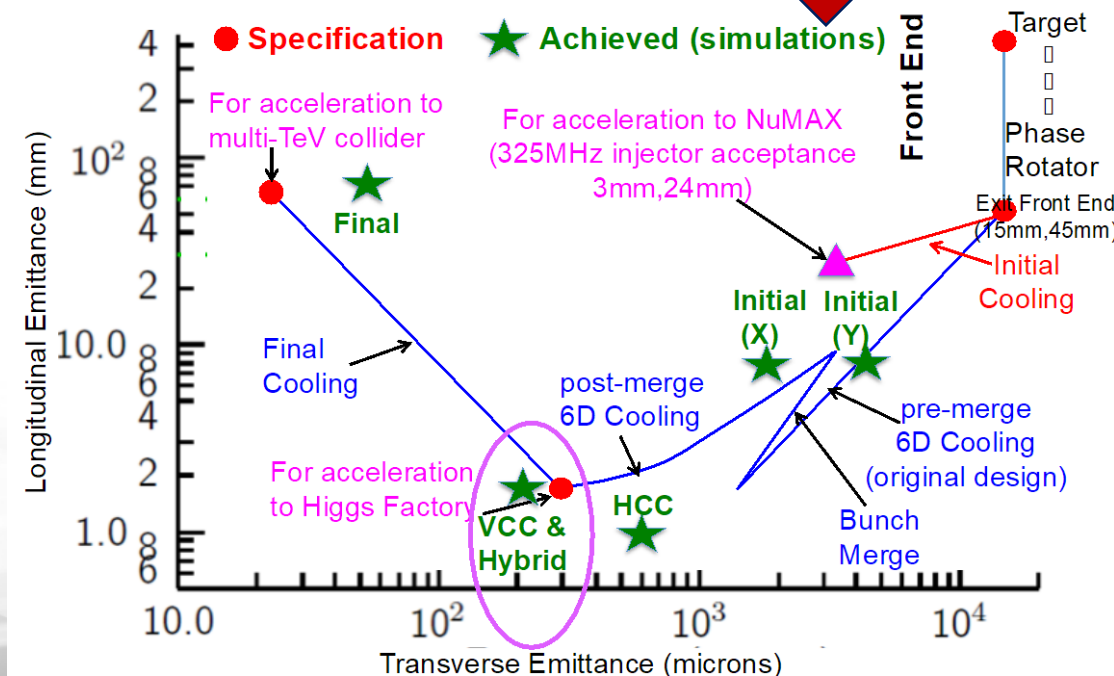 Specification
Achieved (simulations)
Front End
Target
▯
▯
▯
Phase
Rotator
Exit Front End
(15mm,45mm)
For acceleration to
multi-TeV collider
For acceleration to NuMAX
(325MHz injector acceptance
3mm,24mm)
Final
Initial
Cooling
Initial
(X)
Initial
(Y)
Final
Cooling
post-merge
6D Cooling
pre-merge
6D Cooling
(original design)
For acceleration
to Higgs Factory
VCC &
Hybrid
HCC
Bunch
Merge
Longitudinal Emittance (mm)
4
2
10²
8
6
4
2
10.0
8
6
4
2
1.0
8
6
10.0
10²
10³
10⁴
Transverse Emittance (microns)